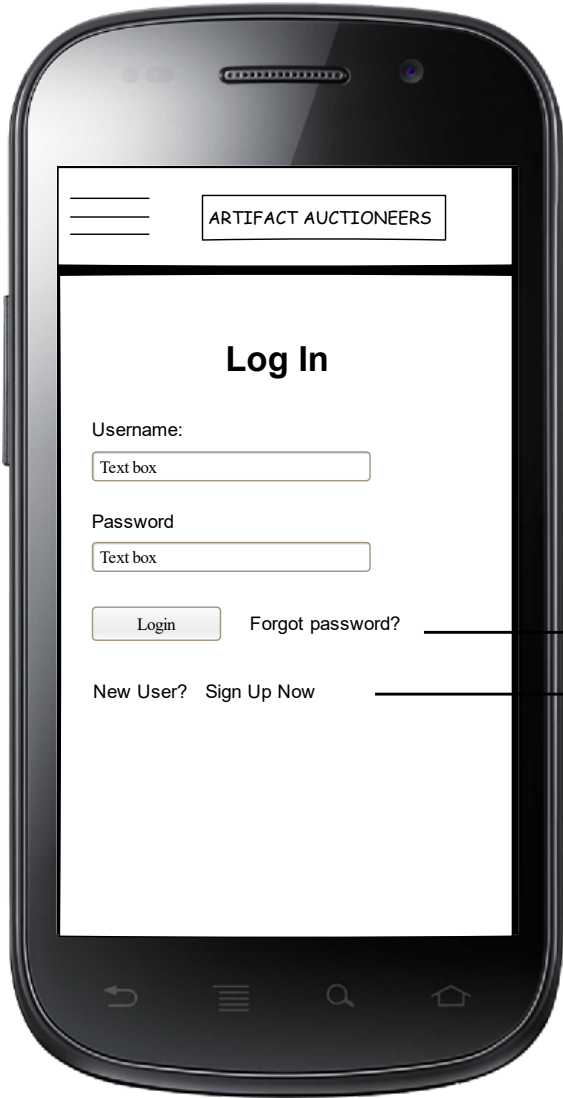 ARTIFACT AUCTIONEERS
Log In
Username:
Text box
Password
Text box
Login Forgot password?
New User? Sign Up Now